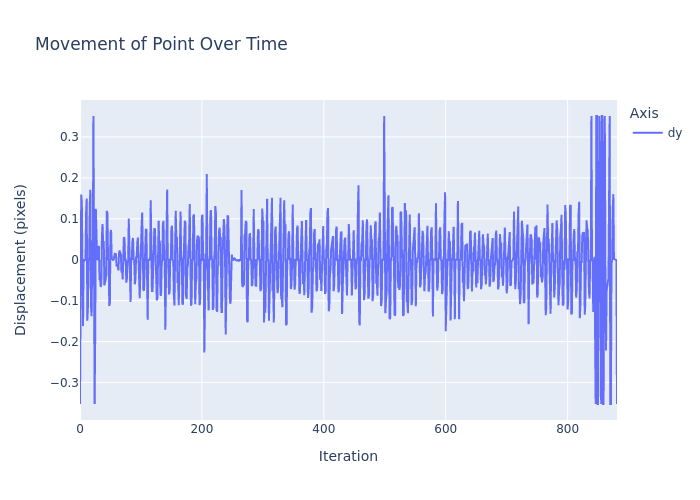 Movement of Point Over Time
Axis
dy
0.3
0.2
0.1
0
−0.1
−0.2
−0.3
Displacement (pixels)
0
200
400
600
800
Iteration